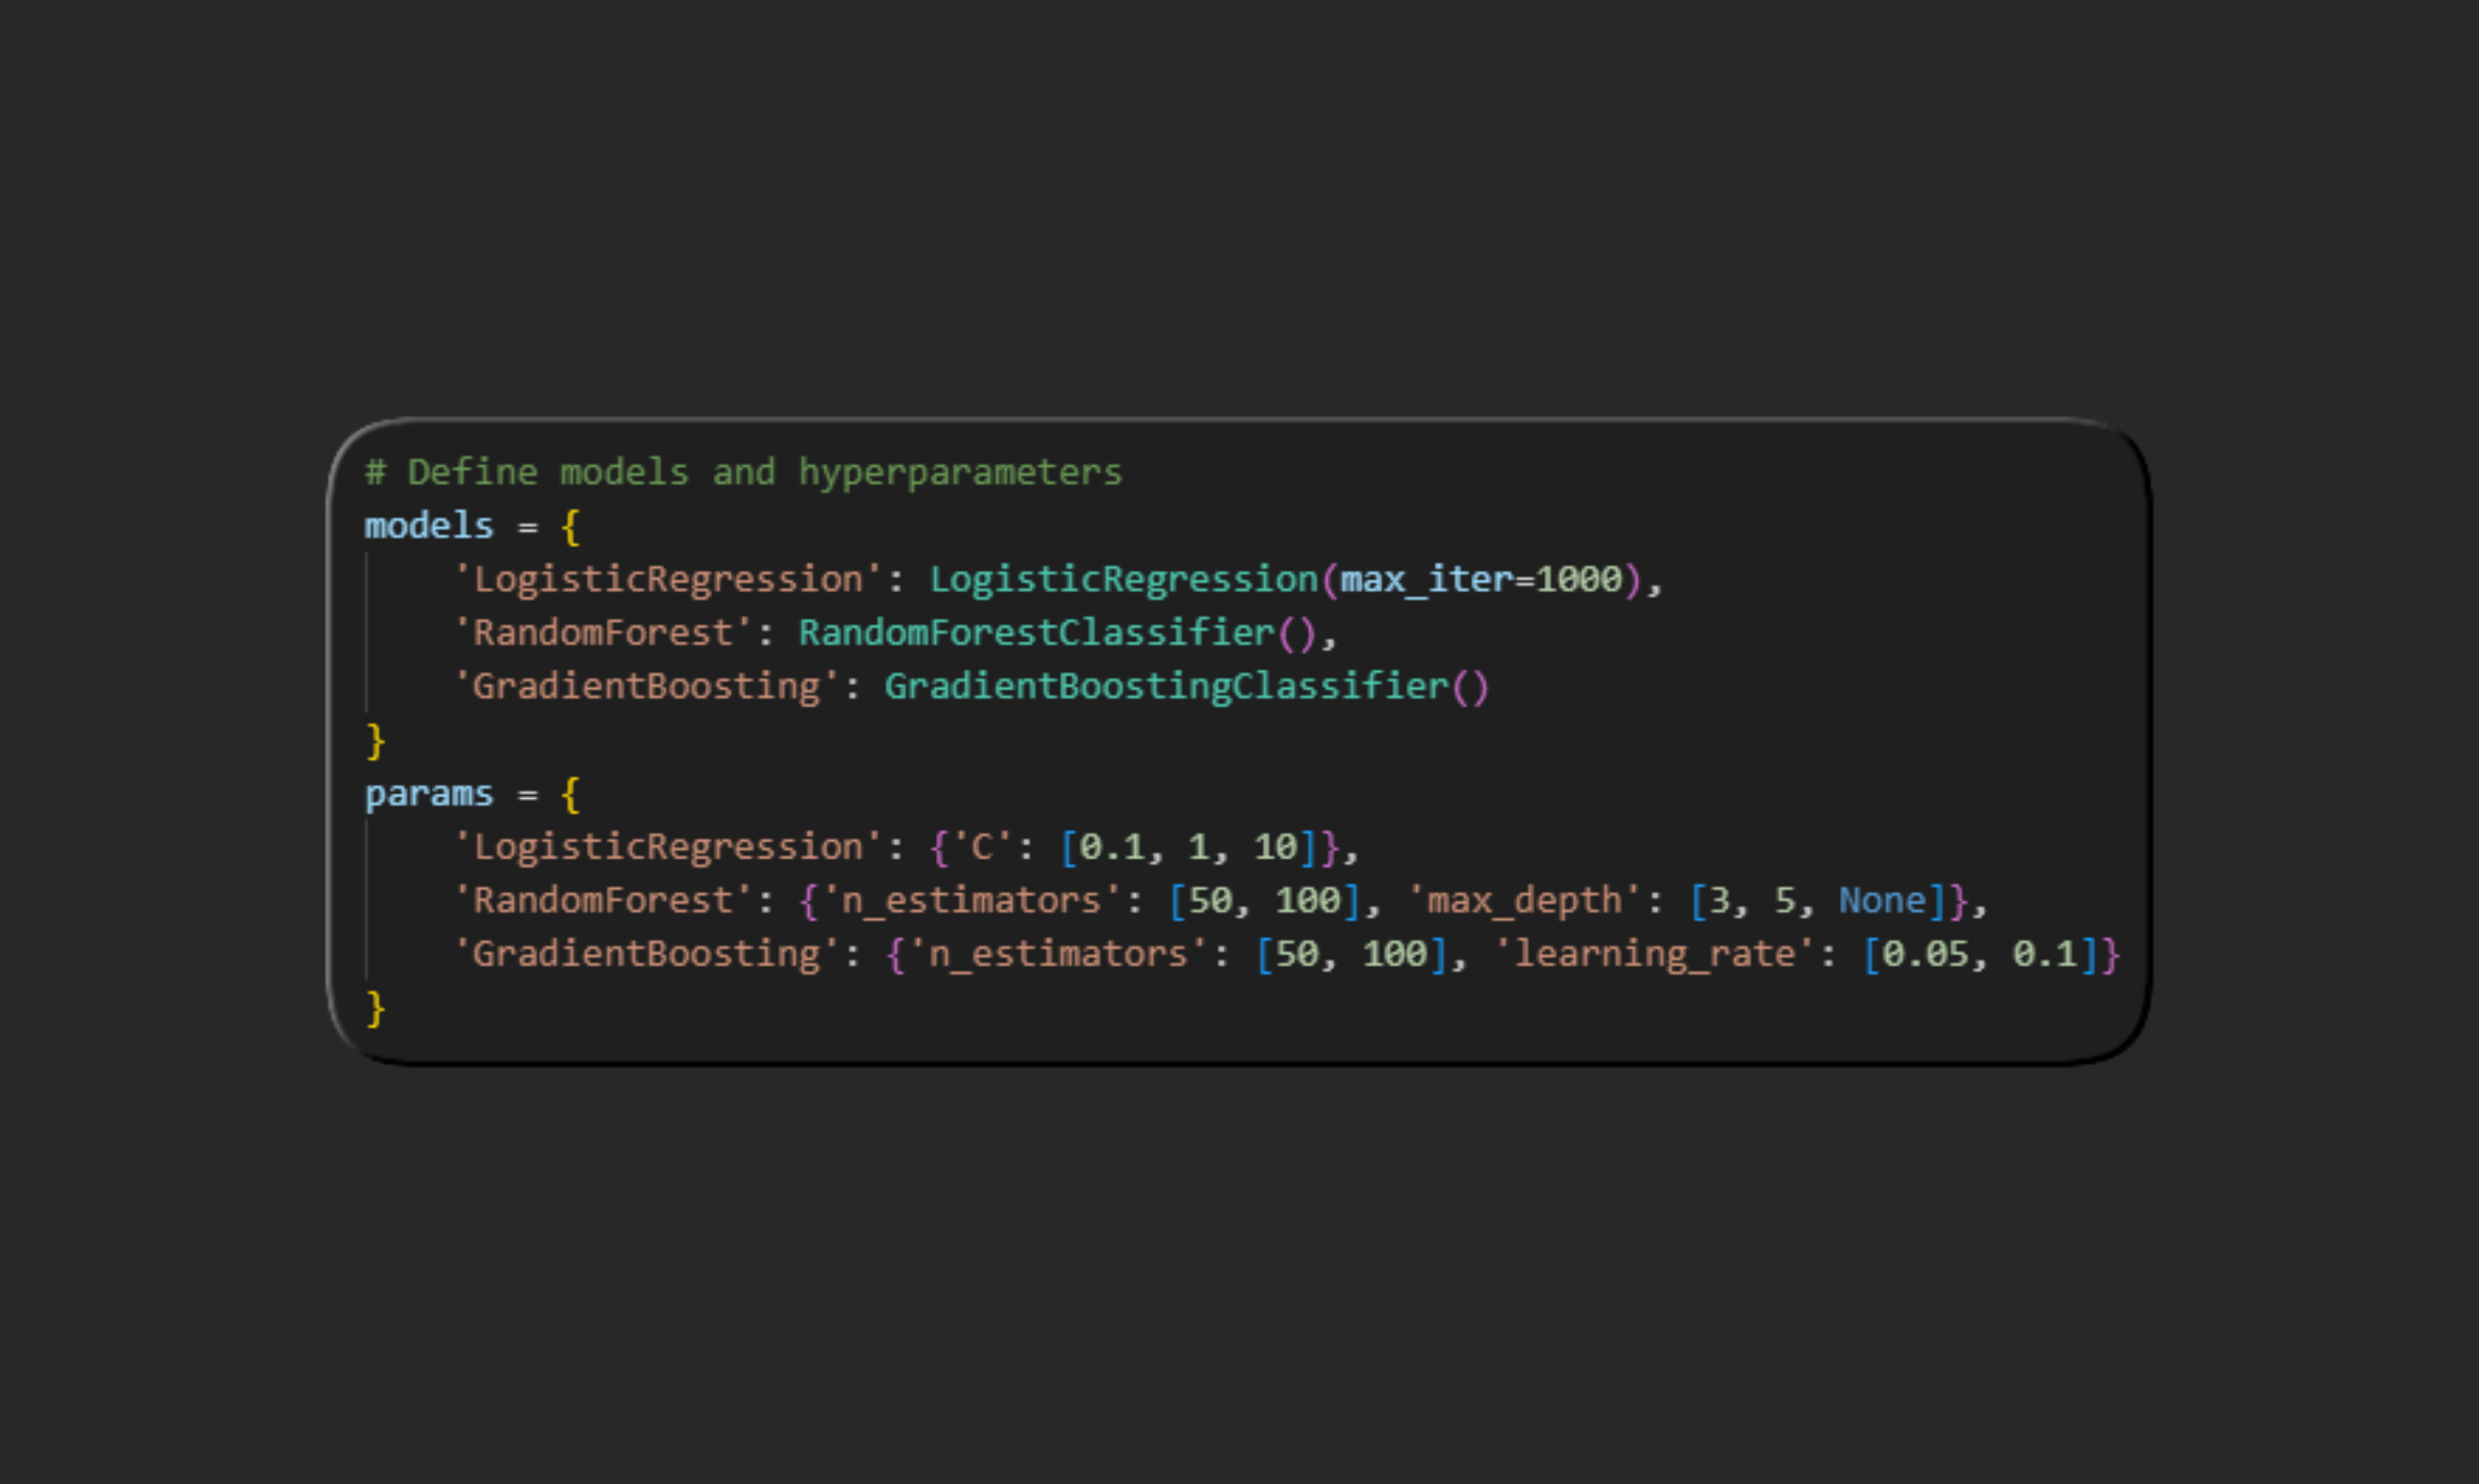 # Define models and hyperparameters
models = {
    'LogisticRegression': LogisticRegression(max_iter=1000),
    'RandomForest': RandomForestClassifier(),
    'GradientBoosting': GradientBoostingClassifier()
}
params = {
    'LogisticRegression': {'C': [0.1, 1, 10]},
    'RandomForest': {'n_estimators': [50, 100], 'max_depth': [3, 5, None]},
    'GradientBoosting': {'n_estimators': [50, 100], 'learning_rate': [0.05, 0.1]}
}